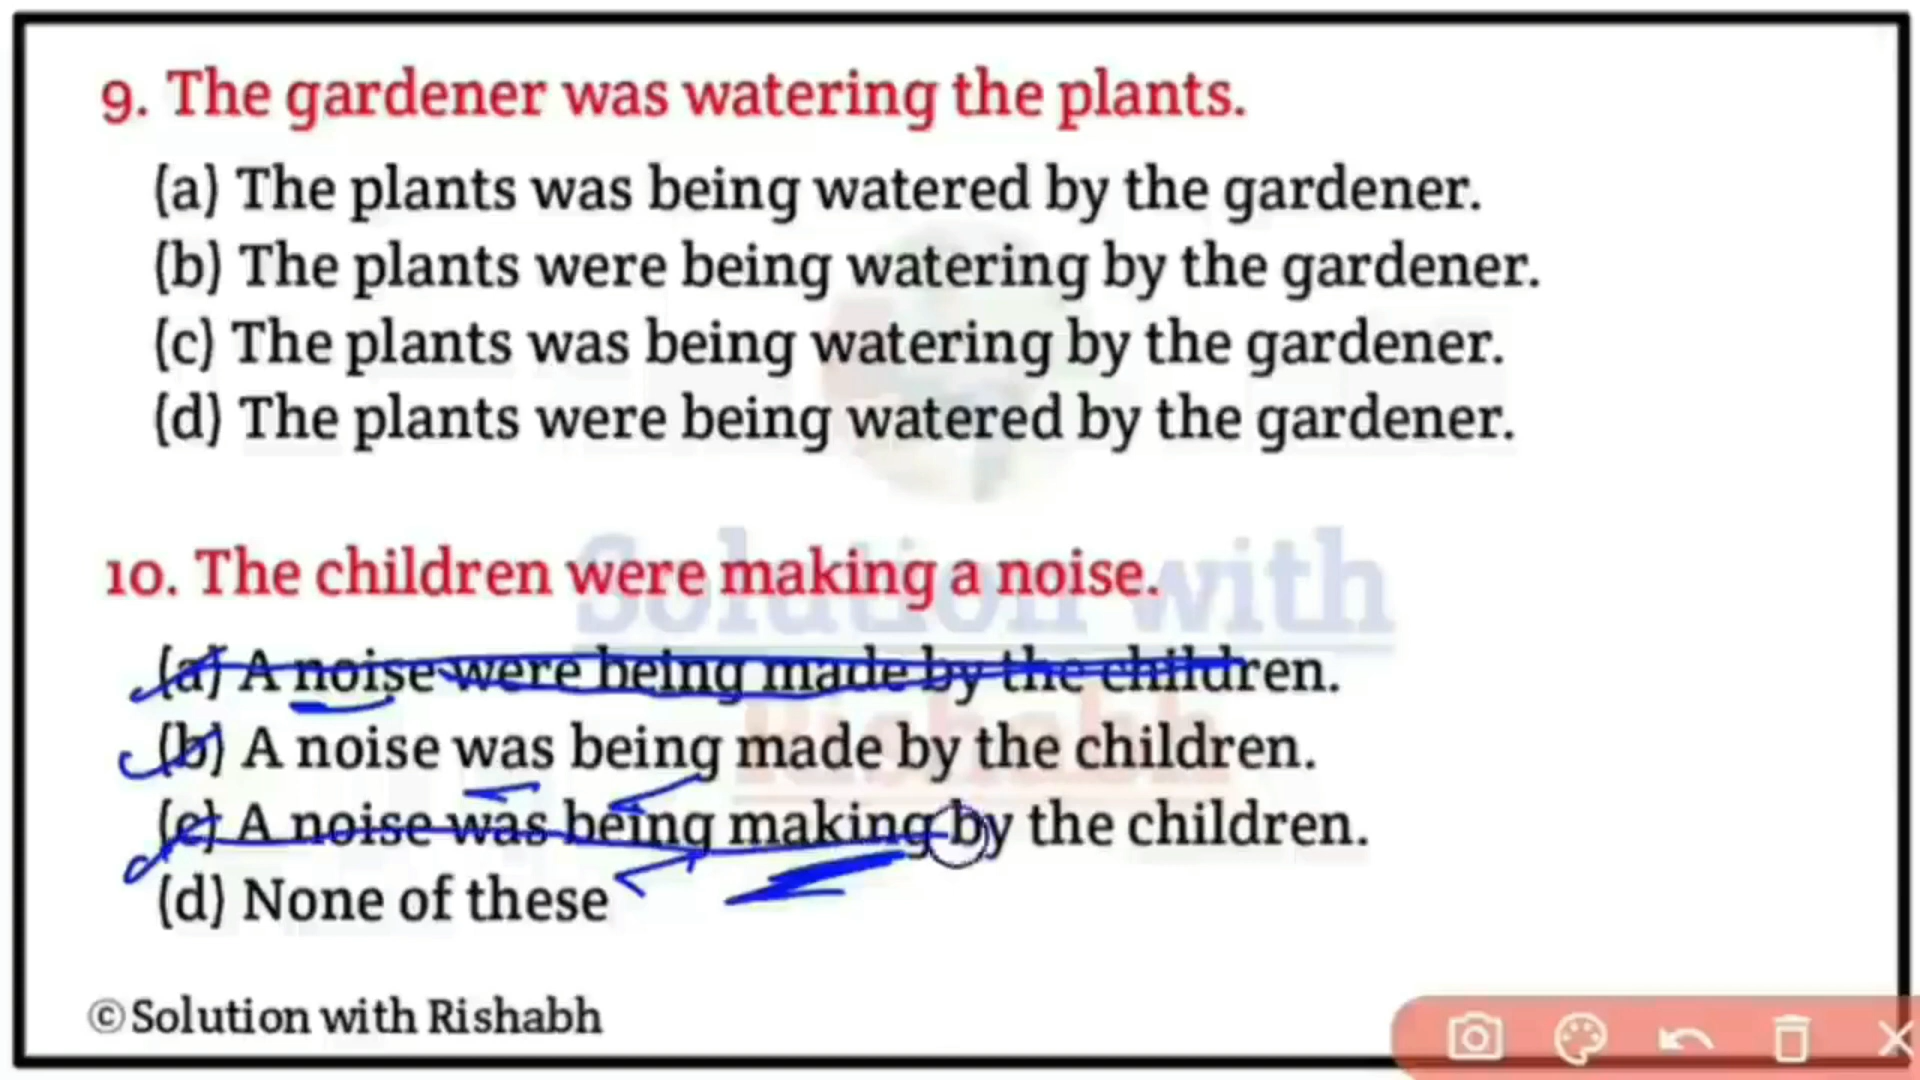 9. The gardener was watering the plants.
(a) The plants was being watered by the gardener.
(b) The plants were being watering by the gardener.
(c) The plants was being watering by the gardener.
(d) The plants were being watered by the gardener.
10. The children were making a noise.
(a) A noise were being made by the children.
(b) A noise was being made by the children.
(c) A noise was being making by the children.
(d) None of these
Solution with
Rishabh
©Solution with Rishabh